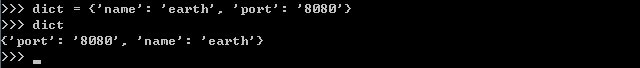 >>> dict = {'name': 'earth', 'port': '8080'}
>>> dict
{'port': '8080', 'name': 'earth'}
>>> _